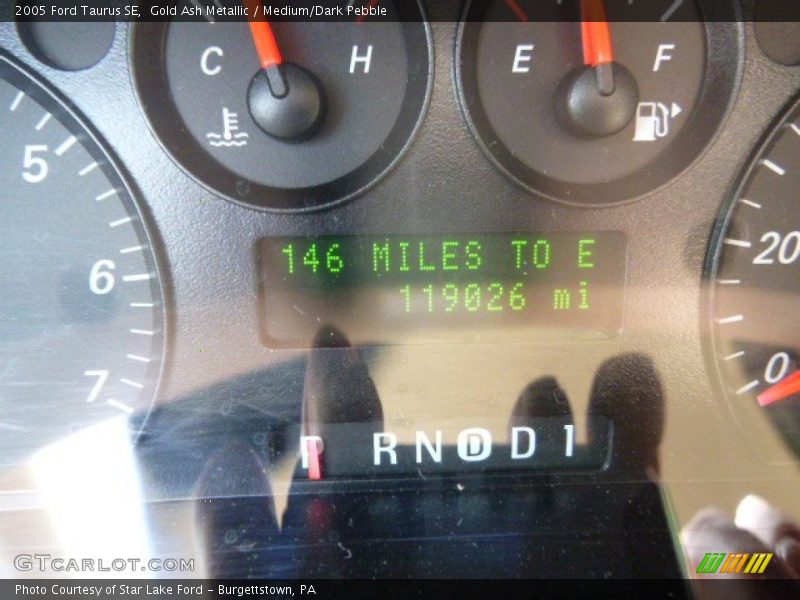 2005 Ford Taurus SE, Gold Ash Metallic / Medium/Dark Pebble
C H E F
5
6
7
20
0
146 MILES TO E
119026 mi
P R N D D 1
GTCARLOT.COM
Photo Courtesy of Star Lake Ford - Burgettstown, PA